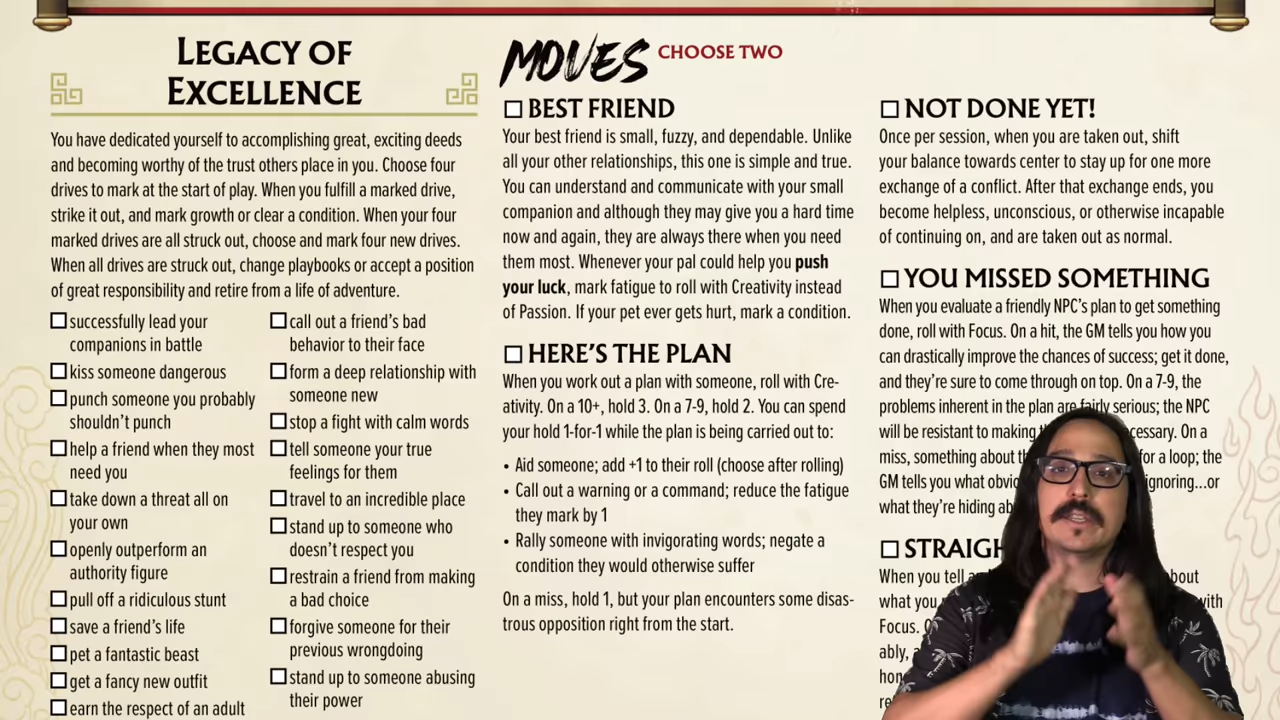 LEGACY OF
EXCELLENCE
You have dedicated yourself to accomplishing great, exciting deeds
and becoming worthy of the trust others place in you. Choose four
drives to mark at the start of play. When you fulfill a marked drive,
strike it out, and mark growth or clear a condition. When your four
marked drives are all struck out, choose and mark four new drives.
When all drives are struck out, change playbooks or accept a position
of great responsibility and retire from a life of adventure.
successfully lead your
companions in battle
kiss someone dangerous
punch someone you probably
shouldn't punch
help a friend when they most
need you
take down a threat all on
your own
openly outperform an
authority figure
pull off a ridiculous stunt
save a friend's life
pet a fantastic beast
get a fancy new outfit
earn the respect of an adult
call out a friend's bad
behavior to their face
form a deep relationship with
someone new
stop a fight with calm words
tell someone your true
feelings for them
travel to an incredible place
stand up to someone who
doesn't respect you
restrain a friend from making
a bad choice
forgive someone for their
previous wrongdoing
stand up to someone abusing
their power
MOVES CHOOSE TWO
BEST FRIEND
Your best friend is small, fuzzy, and dependable. Unlike
all your other relationships, this one is simple and true.
You can understand and communicate with your small
companion and although they may give you a hard time
now and again, they are always there when you need
them most. Whenever your pal could help you push
your luck, mark fatigue to roll with Creativity instead
of Passion. If your pet ever gets hurt, mark a condition.
HERE'S THE PLAN
When you work out a plan with someone, roll with Cre-
ativity. On a 10+, hold 3. On a 7-9, hold 2. You can spend
your hold 1-for-1 while the plan is being carried out to:
• Aid someone; add +1 to their roll (choose after rolling)
• Call out a warning or a command; reduce the fatigue
they mark by 1
• Rally someone with invigorating words; negate a
condition they would otherwise suffer
On a miss, hold 1, but your plan encounters some disas-
trous opposition right from the start.
NOT DONE YET!
Once per session, when you are taken out, shift
your balance towards center to stay up for one more
exchange of a conflict. After that exchange ends, you
become helpless, unconscious, or otherwise incapable
of continuing on, and are taken out as normal.
YOU MISSED SOMETHING
When you evaluate a friendly NPC's plan to get something
done, roll with Focus. On a hit, the GM tells you how you
can drastically improve the chances of success; get it done,
and they're sure to come through on top. On a 7-9, the
problems inherent in the plan are fairly serious; the NPC
will be resistant to making
On a
miss, something about for a loop; the
GM tells you what ignoring...or
what they're hiding
When you tell about
what you with
Focus.